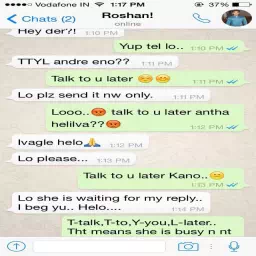 Vodafone IN 1:17 PM 37%
Chats (2) Roshan!
online
Hey der?!! 1:10 PM
Yup tel lo.. 1:10 PM
TTYL andre eno?? 1:11 PM
Talk to u later 😊😊 1:11 PM
Lo plz send it nw only. 1:11 PM
Looo..😡 talk to u later antha
helilva??😡 1:12 PM
Ivagle helo🙏 1:12 PM
Lo please... 1:13 PM
Talk to u later Kano..😊
1:13 PM
Lo she is waiting for my reply..
I beg yu.. Helo.... 1:14 PM
T-talk,T-to,Y-you,L-later..
Tht means she is busy n nt